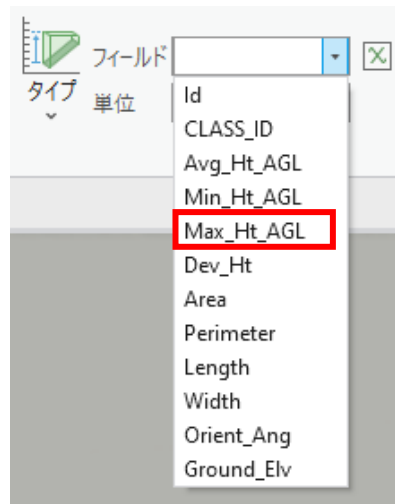 フィールド
タイプ
単位
Id
CLASS_ID
Avg_Ht_AGL
Min_Ht_AGL
Max_Ht_AGL
Dev_Ht
Area
Perimeter
Length
Width
Orient_Ang
Ground_Elv